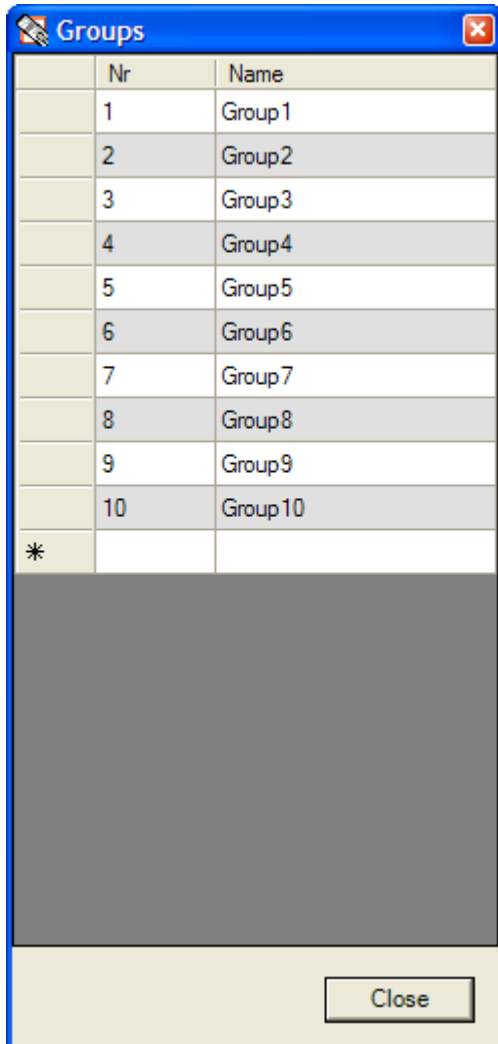 Groups
Nr Name
1 Group1
2 Group2
3 Group3
4 Group4
5 Group5
6 Group6
7 Group7
8 Group8
9 Group9
10 Group10
Close